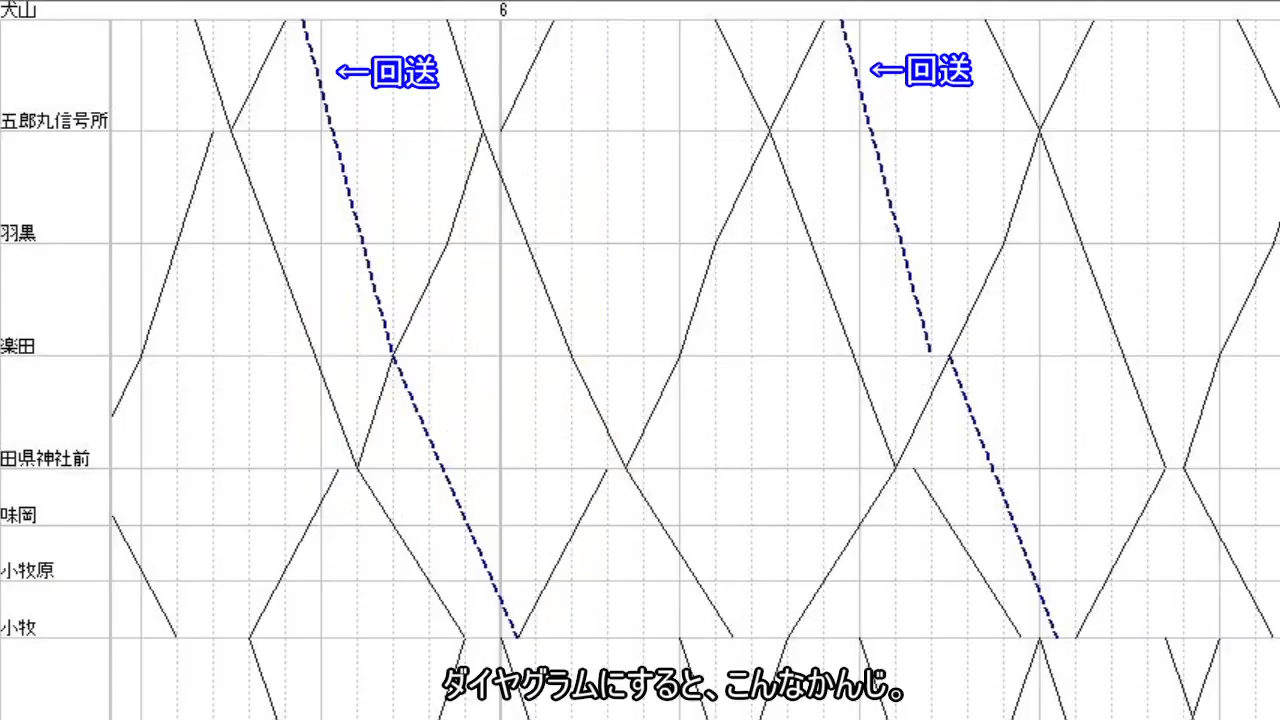 犬山
6
←回送
←回送
五郎丸信号所
羽黒
楽田
田県神社前
味岡
小牧原
小牧
ダイヤグラムにすると、こんなかんじ。